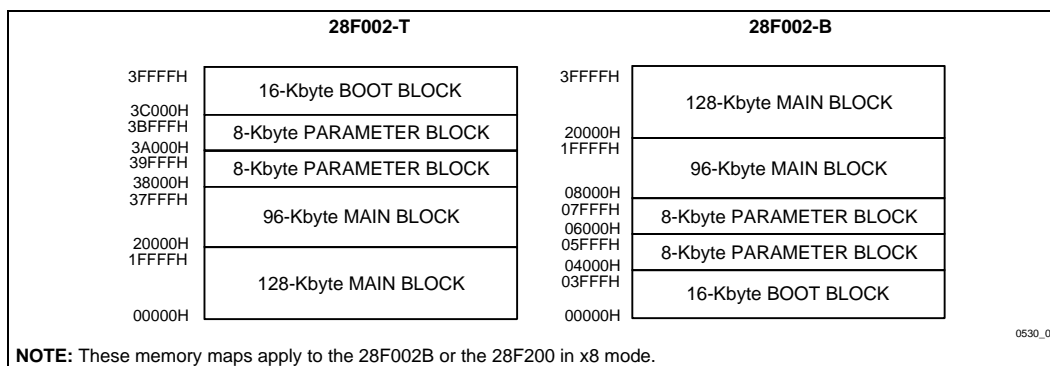 28F002-T
3FFFFH
16-Kbyte BOOT BLOCK
3C000H
3BFFFH
8-Kbyte PARAMETER BLOCK
3A000H
39FFFH
8-Kbyte PARAMETER BLOCK
38000H
37FFFH
96-Kbyte MAIN BLOCK
20000H
1FFFFH
128-Kbyte MAIN BLOCK
00000H
28F002-B
3FFFFH
128-Kbyte MAIN BLOCK
20000H
1FFFFH
96-Kbyte MAIN BLOCK
08000H
07FFFH
8-Kbyte PARAMETER BLOCK
06000H
05FFFH
8-Kbyte PARAMETER BLOCK
04000H
03FFFH
16-Kbyte BOOT BLOCK
00000H
0530_0
NOTE: These memory maps apply to the 28F002B or the 28F200 in x8 mode.